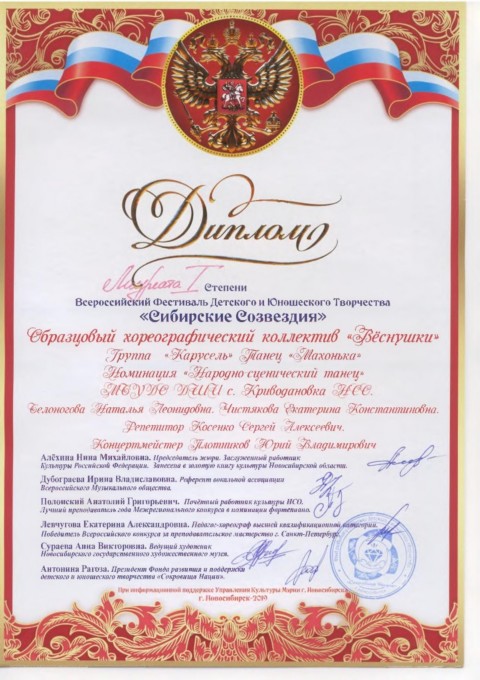 Диплом
Лауреата I Степени
Всероссийский Фестиваль Детского и Юношеского Творчества
«Сибирские Созвездия»
Образцовый хореографический коллектив «Вёснушки»
Группа «Карусель» Танец «Махонька»
Номинация «Народно сценический танец»
МБУДО ДШИ с. Криводановка НСО.
Белоногова Наталья Леонидовна. Чистякова Екатерина Константиновна.
Репетитор Косенко Сергей Алексеевич.
Концертмейстер Плотников Юрий Владимирович
Алёхина Нина Михайловна. Председатель жюри. Заслуженный работник
Культуры Российской Федерации. Занесена в золотую книгу культуры Новосибирской области.
Дубограева Ирина Владиславовна. Референт вокальной ассоциации
Всероссийского Музыкального общества.
Полонский Анатолий Григорьевич. Почётный работник культуры НСО.
Лучший преподаватель года Межрегионального конкурса в номинации фортепиано.
Левчугова Екатерина Александровна. Педагог-хореограф высшей квалификационной категории.
Победитель Всероссийского конкурса за преподавательское мастерство г. Санкт-Петербург.
Сураева Анна Викторовна. Ведущий художник
Новосибирского государственного художественного музея.
Антонина Рагоза. Президент Фонда развития и поддержки
детского и юношеского творчества «Сокровища Нации».
При информационной поддержке Управления Культуры Мэрии г. Новосибирска
г. Новосибирск-2019